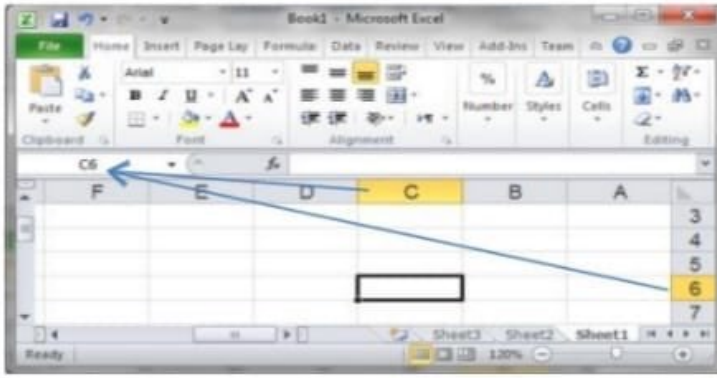 Book1 - Microsoft Excel
File Home Insert Page Lay Formula Data Review View Add-Ins Team
Arial 11
Paste B I U A A % Number Styles Cells Σ
Clipboard Font Alignment Editing
C6 fx
F E D C B A
3
4
5
6
7
Sheet3 Sheet2 Sheet1
Ready 120%